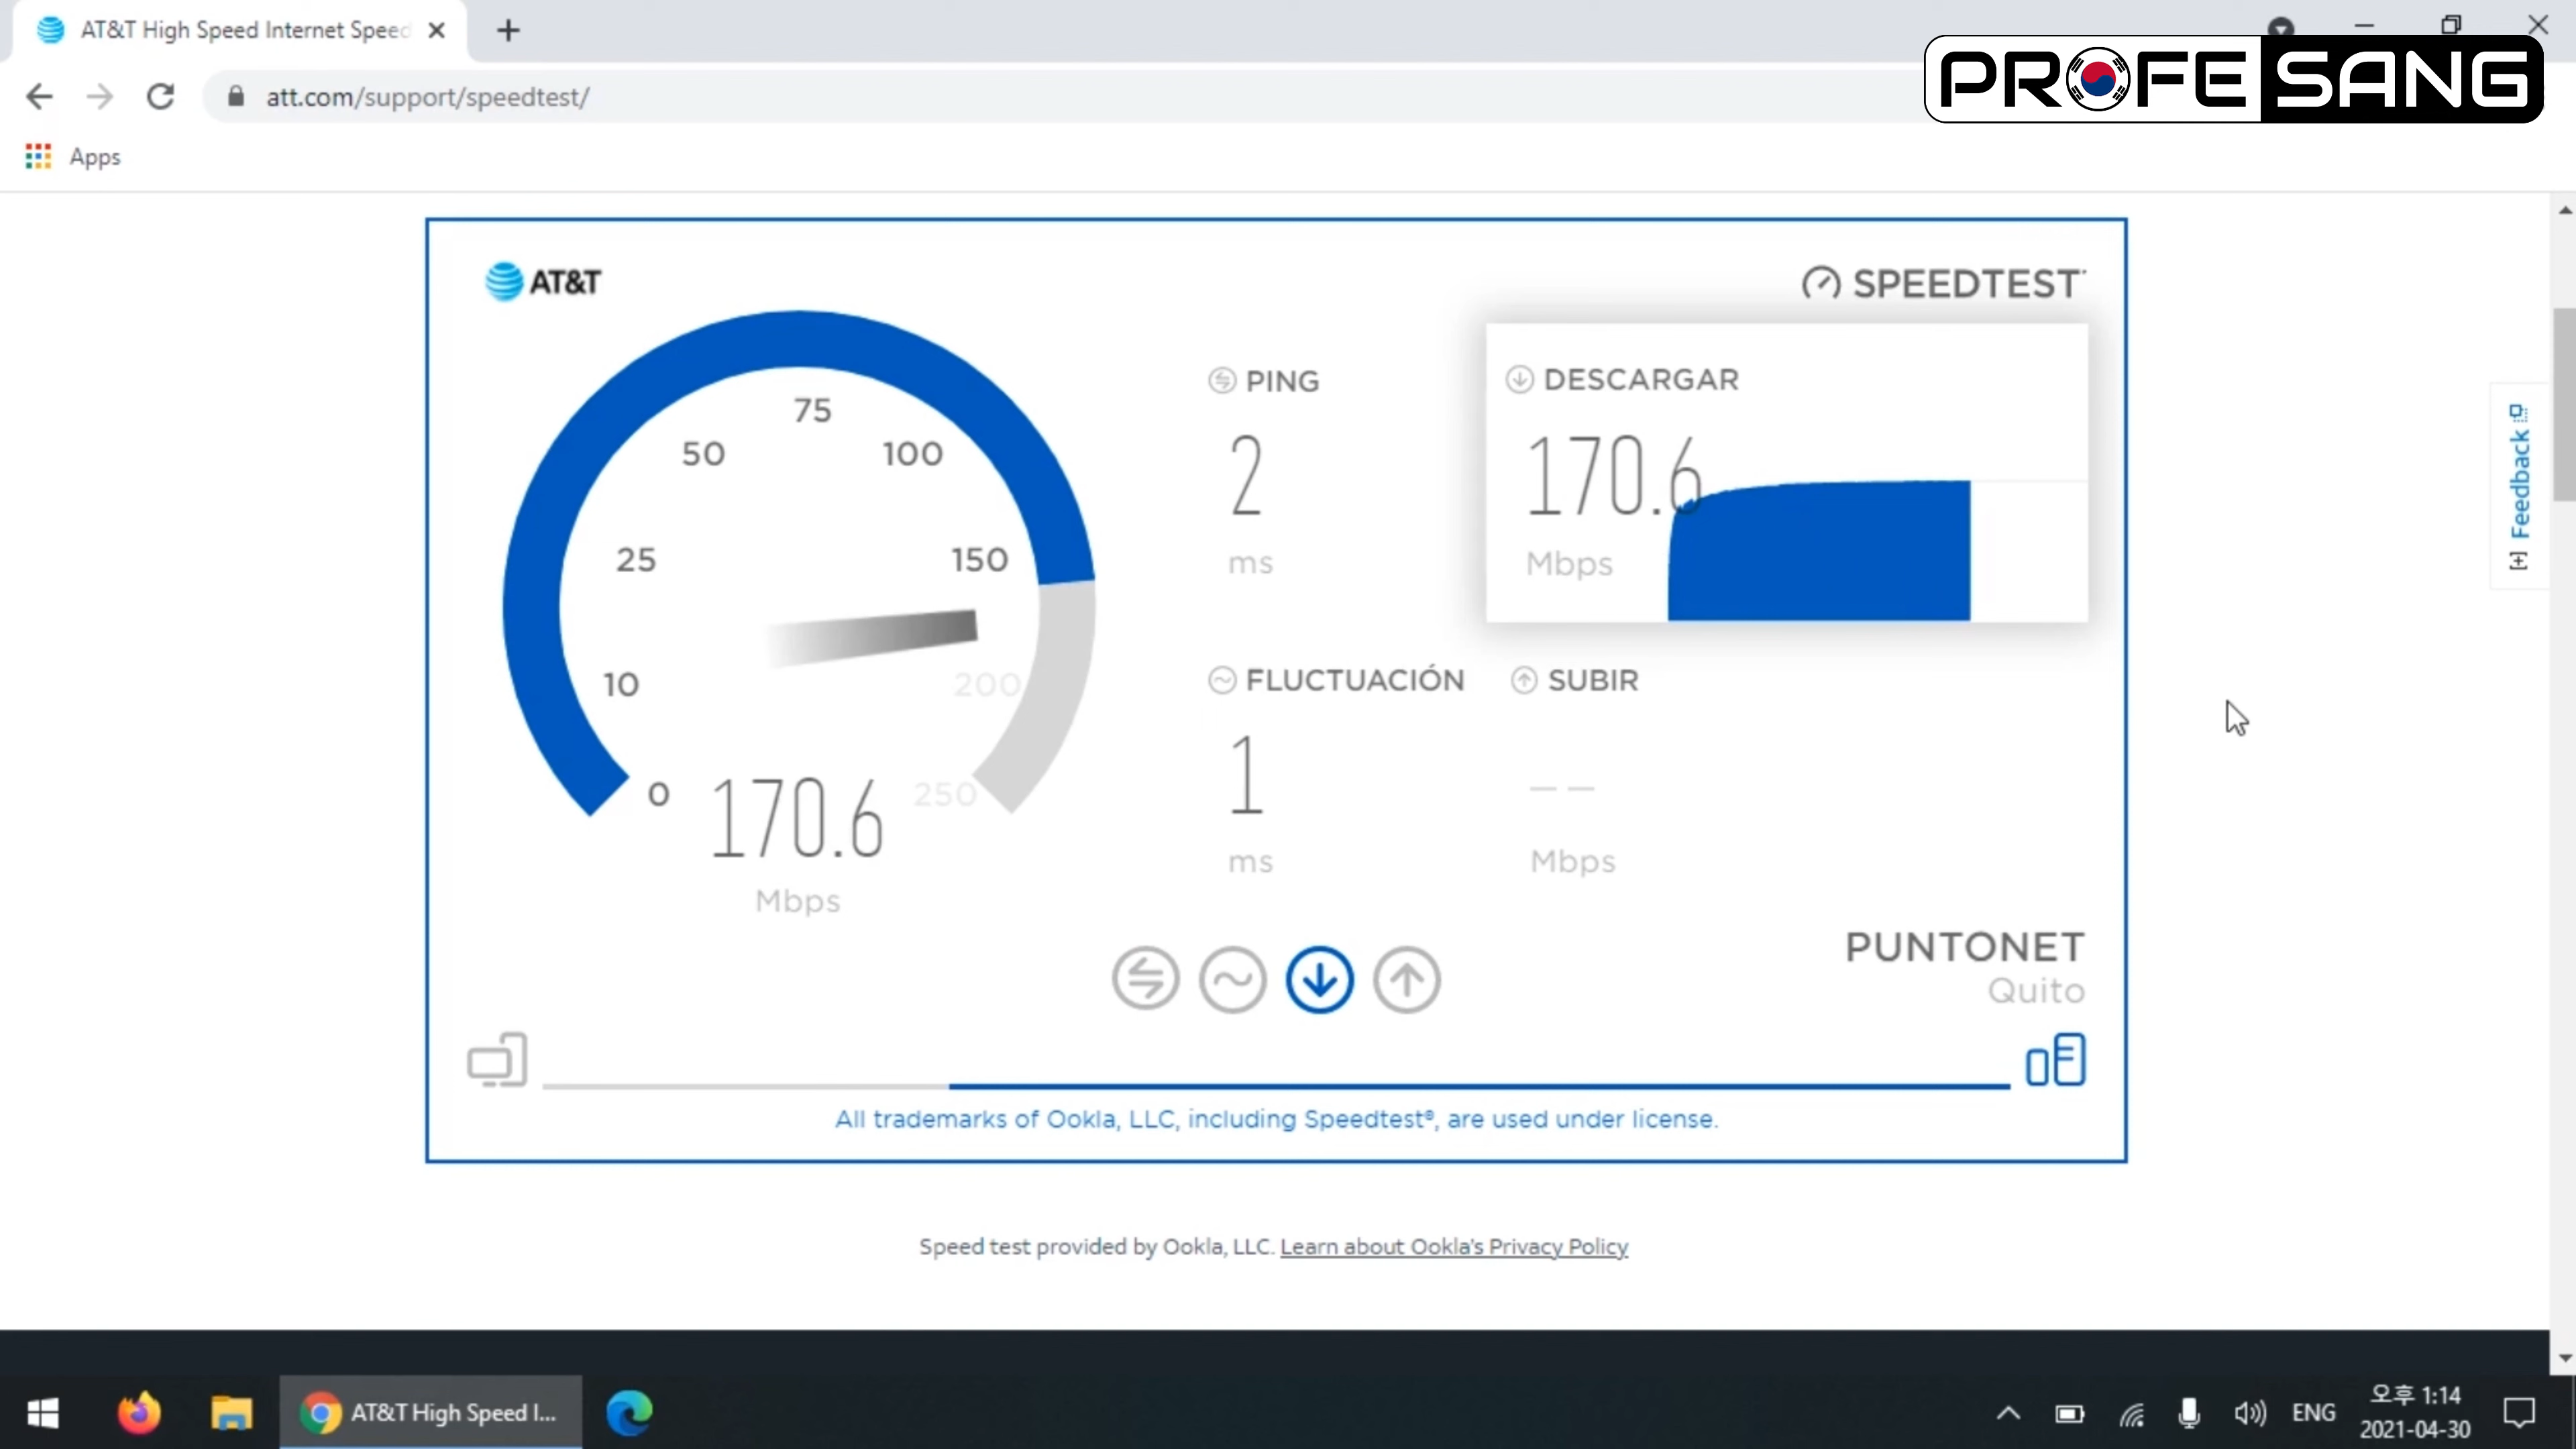 AT&T High Speed Internet Speed
att.com/support/speedtest/
PROFESANG
Apps
AT&T
SPEEDTEST
75
50
100
25
150
10
200
0
250
170.6
Mbps
PING
2
ms
DESCARGAR
170.6
Mbps
FLUCTUACIÓN
1
ms
SUBIR
— —
Mbps
PUNTONET
Quito
All trademarks of Ookla, LLC, including Speedtest®, are used under license.
Speed test provided by Ookla, LLC. Learn about Ookla's Privacy Policy
[+] Feedback
AT&T High Speed I...
ENG
오후 1:14
2021-04-30